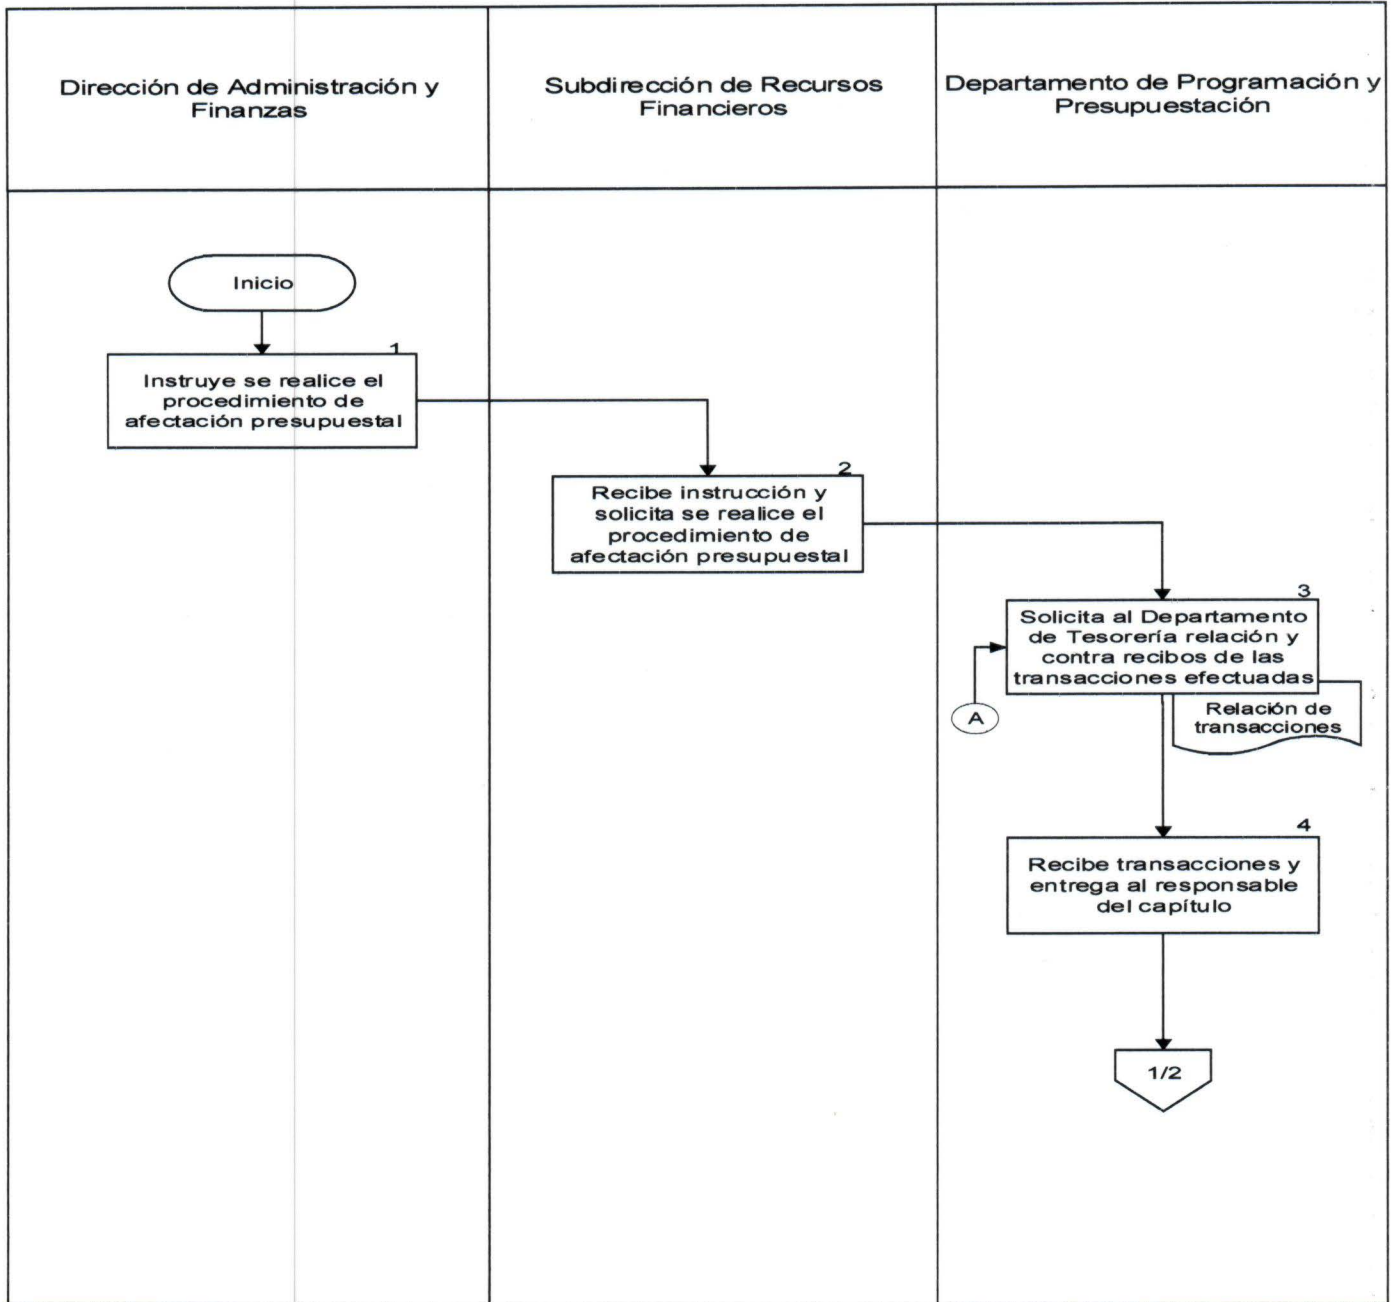 Dirección de Administración y
Finanzas
Subdirección de Recursos
Financieros
Departamento de Programación y
Presupuestación
Inicio
1
Instruye se realice el
procedimiento de
afectación presupuestal
2
Recibe instrucción y
solicita se realice el
procedimiento de
afectación presupuestal
3
Solicita al Departamento
de Tesorería relación y
contra recibos de las
transacciones efectuadas
A
Relación de
transacciones
4
Recibe transacciones y
entrega al responsable
del capítulo
1/2